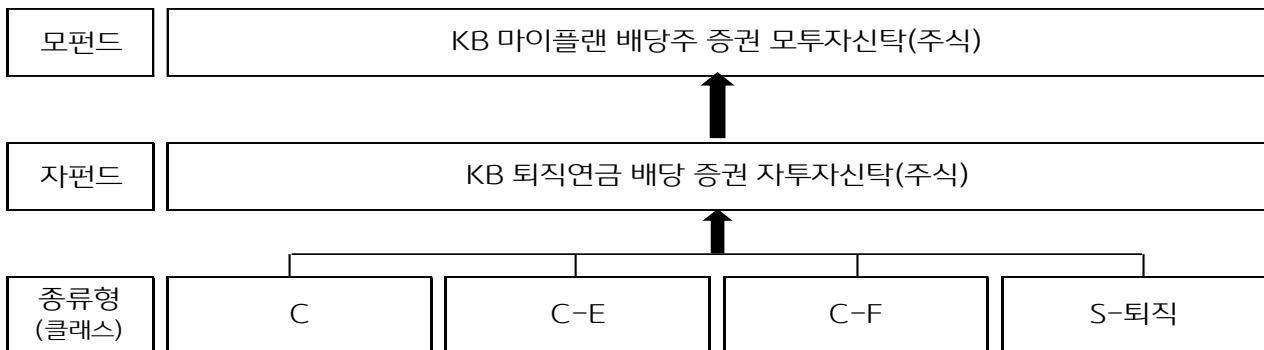 모펀드
KB 마이플랜 배당주 증권 모투자신탁(주식)
자펀드
KB 퇴직연금 배당 증권 자투자신탁(주식)
종류형
(클래스)
C
C-E
C-F
S-퇴직